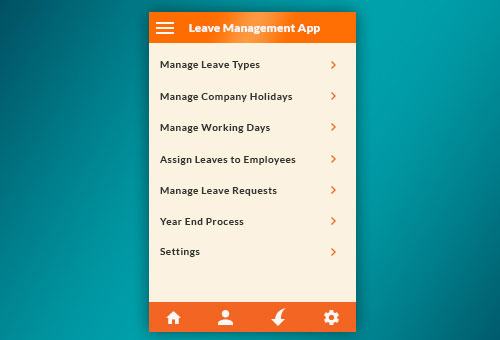 Leave Management App
Manage Leave Types
Manage Company Holidays
Manage Working Days
Assign Leaves to Employees
Manage Leave Requests
Year End Process
Settings